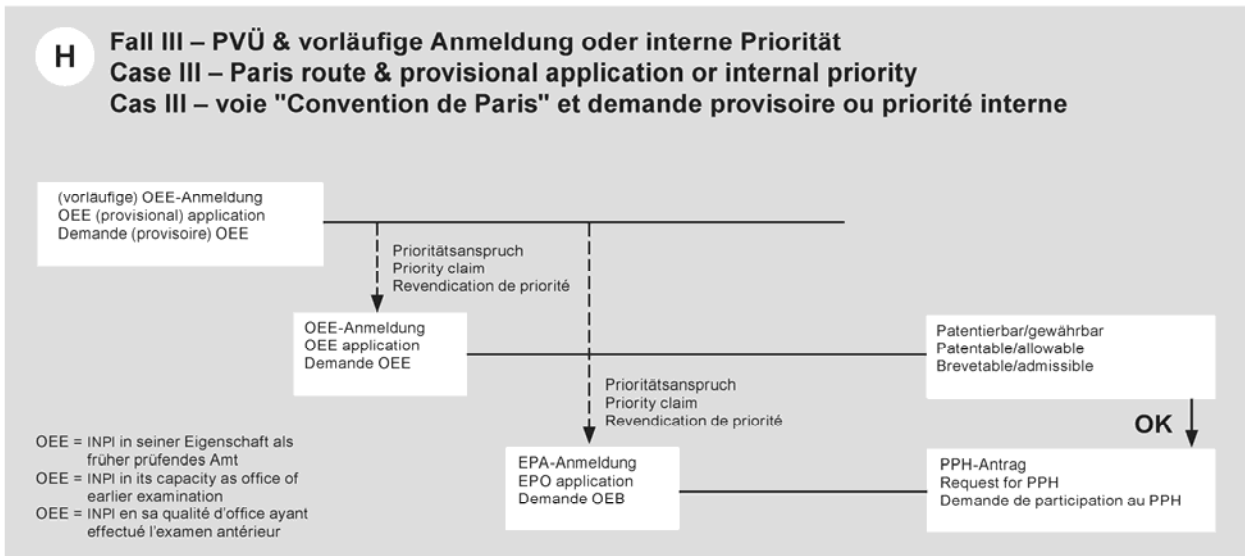 H
Fall III – PVÜ & vorläufige Anmeldung oder interne Priorität
Case III – Paris route & provisional application or internal priority
Cas III – voie "Convention de Paris" et demande provisoire ou priorité interne
(vorläufige) OEE-Anmeldung
OEE (provisional) application
Demande (provisoire) OEE
Prioritätsanspruch
Priority claim
Revendication de priorité
OEE-Anmeldung
OEE application
Demande OEE
Patentierbar/gewährbar
Patentable/allowable
Brevetable/admissible
Prioritätsanspruch
Priority claim
Revendication de priorité
OK
OEE = INPI in seiner Eigenschaft als
früher prüfendes Amt
OEE = INPI in its capacity as office of
earlier examination
OEE = INPI en sa qualité d'office ayant
effectué l'examen antérieur
EPA-Anmeldung
EPO application
Demande OEB
PPH-Antrag
Request for PPH
Demande de participation au PPH